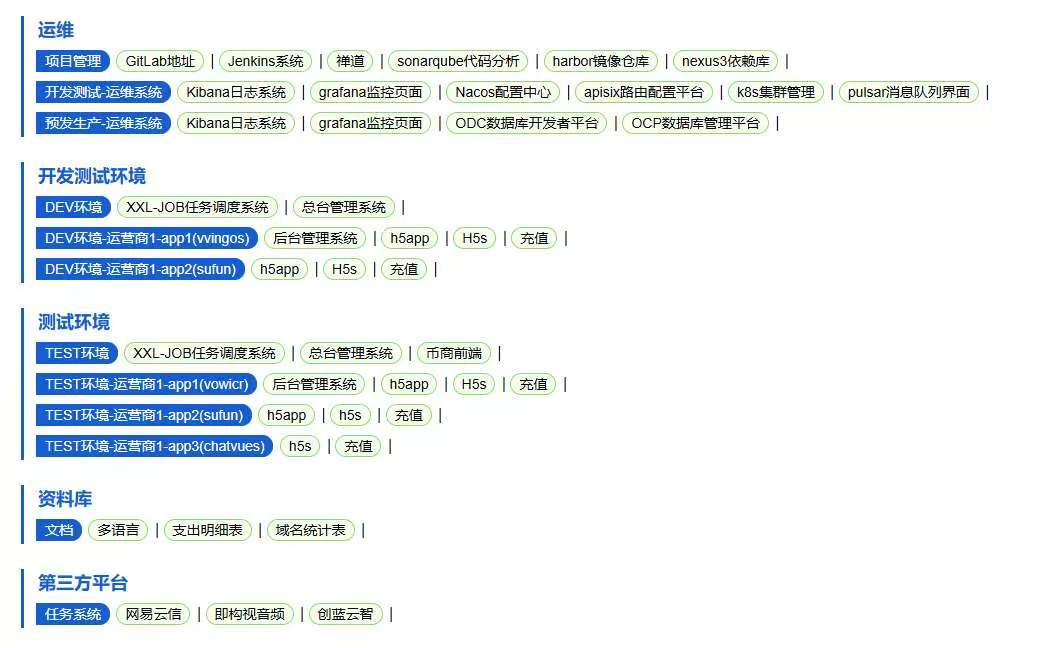 运维
项目管理 GitLab地址 | Jenkins系统 | 禅道 | sonarqube代码分析 | harbor镜像仓库 | nexus3依赖库 |
开发测试-运维系统 Kibana日志系统 | grafana监控页面 | Nacos配置中心 | apisix路由配置平台 | k8s集群管理 | pulsar消息队列界面 |
预发生产-运维系统 Kibana日志系统 | grafana监控页面 | ODC数据库开发者平台 | OCP数据库管理平台 |
开发测试环境
DEV环境 XXL-JOB任务调度系统 | 总台管理系统 |
DEV环境-运营商1-app1(vvingos) 后台管理系统 | h5app | H5s | 充值 |
DEV环境-运营商1-app2(sufun) h5app | H5s | 充值 |
测试环境
TEST环境 XXL-JOB任务调度系统 | 总台管理系统 | 币商前端 |
TEST环境-运营商1-app1(vowicr) 后台管理系统 | h5app | H5s | 充值 |
TEST环境-运营商1-app2(sufun) h5app | h5s | 充值 |
TEST环境-运营商1-app3(chatvues) h5s | 充值 |
资料库
文档 多语言 | 支出明细表 | 域名统计表 |
第三方平台
任务系统 网易云信 | 即构视音频 | 创蓝云智 |